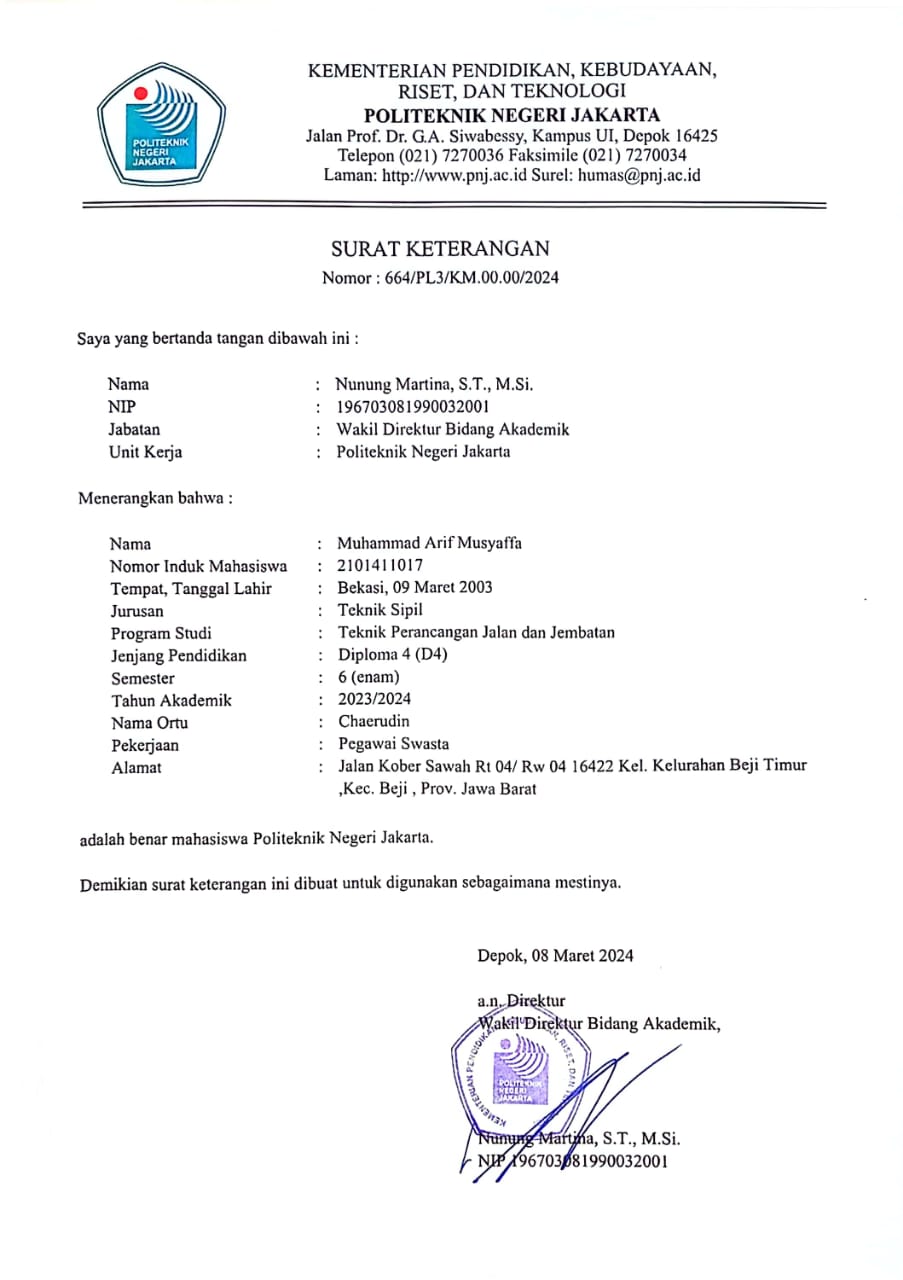 KEMENTERIAN PENDIDIKAN, KEBUDAYAAN,
RISET, DAN TEKNOLOGI
POLITEKNIK NEGERI JAKARTA
Jalan Prof. Dr. G.A. Siwabessy, Kampus UI, Depok 16425
Telepon (021) 7270036 Faksimile (021) 7270034
Laman: http://www.pnj.ac.id Surel: humas@pnj.ac.id
POLITEKNIK
NEGERI
JAKARTA
SURAT KETERANGAN
Nomor : 664/PL3/KM.00.00/2024
Saya yang bertanda tangan dibawah ini :
Nama : Nunung Martina, S.T., M.Si.
NIP : 196703081990032001
Jabatan : Wakil Direktur Bidang Akademik
Unit Kerja : Politeknik Negeri Jakarta
Menerangkan bahwa :
Nama : Muhammad Arif Musyaffa
Nomor Induk Mahasiswa : 2101411017
Tempat, Tanggal Lahir : Bekasi, 09 Maret 2003
Jurusan : Teknik Sipil
Program Studi : Teknik Perancangan Jalan dan Jembatan
Jenjang Pendidikan : Diploma 4 (D4)
Semester : 6 (enam)
Tahun Akademik : 2023/2024
Nama Ortu : Chaerudin
Pekerjaan : Pegawai Swasta
Alamat : Jalan Kober Sawah Rt 04/ Rw 04 16422 Kel. Kelurahan Beji Timur
,Kec. Beji , Prov. Jawa Barat
adalah benar mahasiswa Politeknik Negeri Jakarta.
Demikian surat keterangan ini dibuat untuk digunakan sebagaimana mestinya.
Depok, 08 Maret 2024
a.n. Direktur
Wakil Direktur Bidang Akademik,
KEMENTERIAN PENDIDIKAN, RISET, DAN
POLITEKNIK
NEGERI
JAKARTA
Nunung Martina, S.T., M.Si.
NIP 196703081990032001